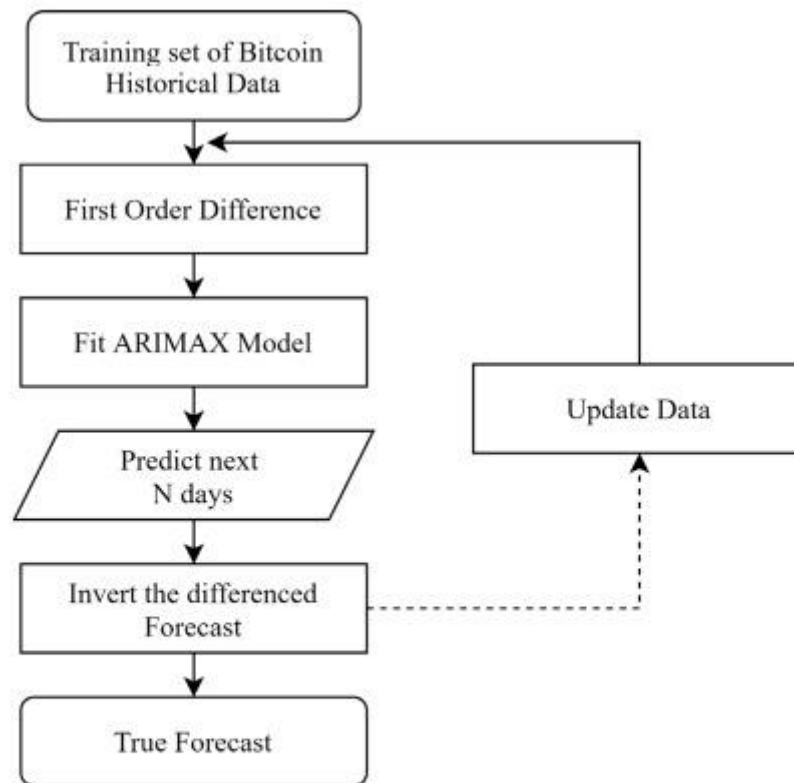 Training set of Bitcoin
Historical Data
First Order Difference
Fit ARIMAX Model
Update Data
Predict next
N days
Invert the differenced
Forecast
True Forecast